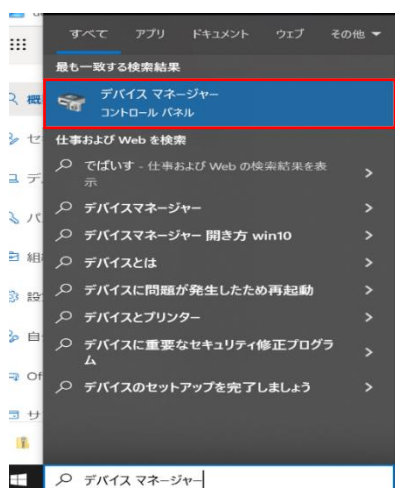 すべて アプリ ドキュメント ウェブ その他
最も一致する検索結果
デバイス マネージャー
コントロール パネル
仕事および Web を検索
でばいす - 仕事および Web の検索結果を表
示
デバイスマネージャー
デバイスマネージャー 開き方 win10
デバイスとは
デバイスに問題が発生したため再起動
デバイスとプリンター
デバイスに重要なセキュリティ修正プログラ
ム
デバイスのセットアップを完了しましょう
デバイス マネージャー
概
セ
デ
パ
組
設
自
Of
サ